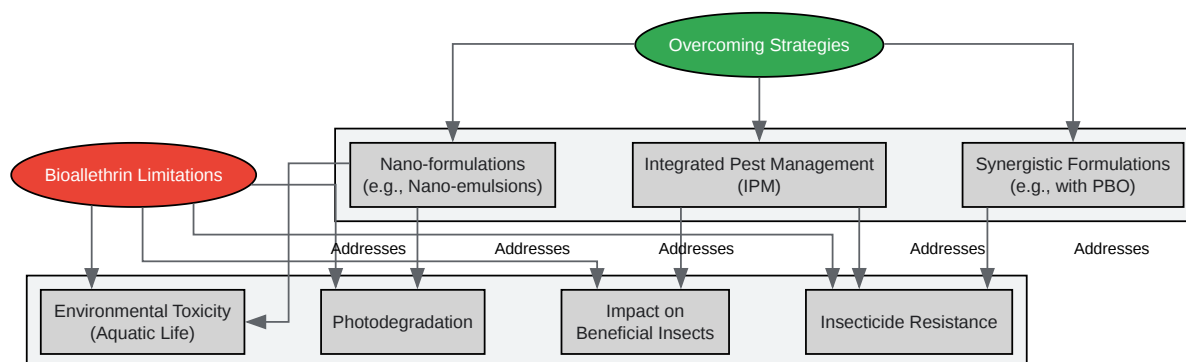 Overcoming Strategies
Nano-formulations
(e.g., Nano-emulsions)
Integrated Pest Management
(IPM)
Synergistic Formulations
(e.g., with PBO)
Bioallethrin Limitations
Addresses
Addresses
Addresses
Addresses
Addresses
Environmental Toxicity
(Aquatic Life)
Photodegradation
Impact on
Beneficial Insects
Insecticide Resistance